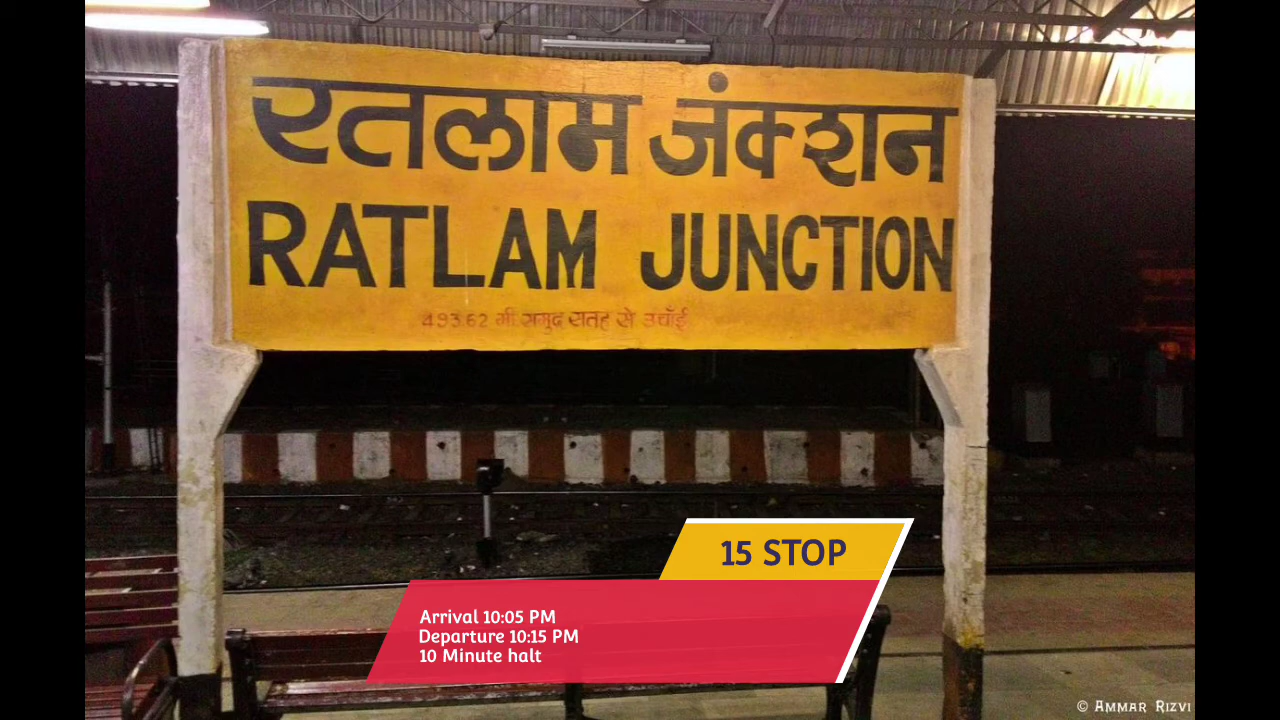 रतलाम जंक्शन
RATLAM JUNCTION
493.62 मी. समुद्र सतह से उचाँई
15 STOP
Arrival 10:05 PM
Departure 10:15 PM
10 Minute halt
© AMMAR RIZVI